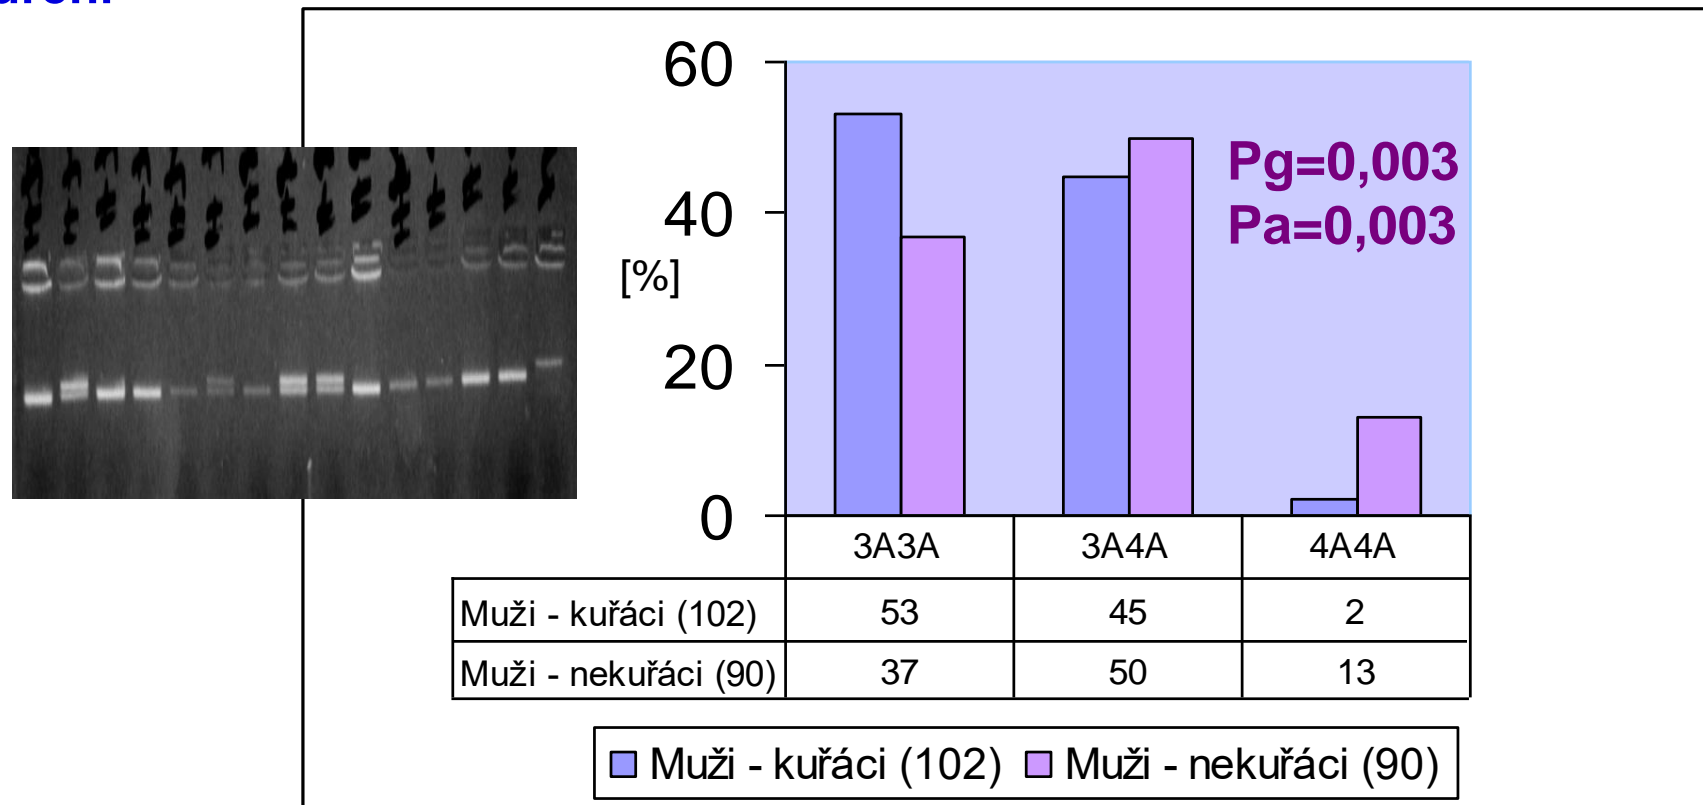 60
40
[%]
20
0
Pg=0,003
Pa=0,003
3A3A 3A4A 4A4A
Muži - kuřáci (102) 53 45 2
Muži - nekuřáci (90) 37 50 13
Muži - kuřáci (102) Muži - nekuřáci (90)